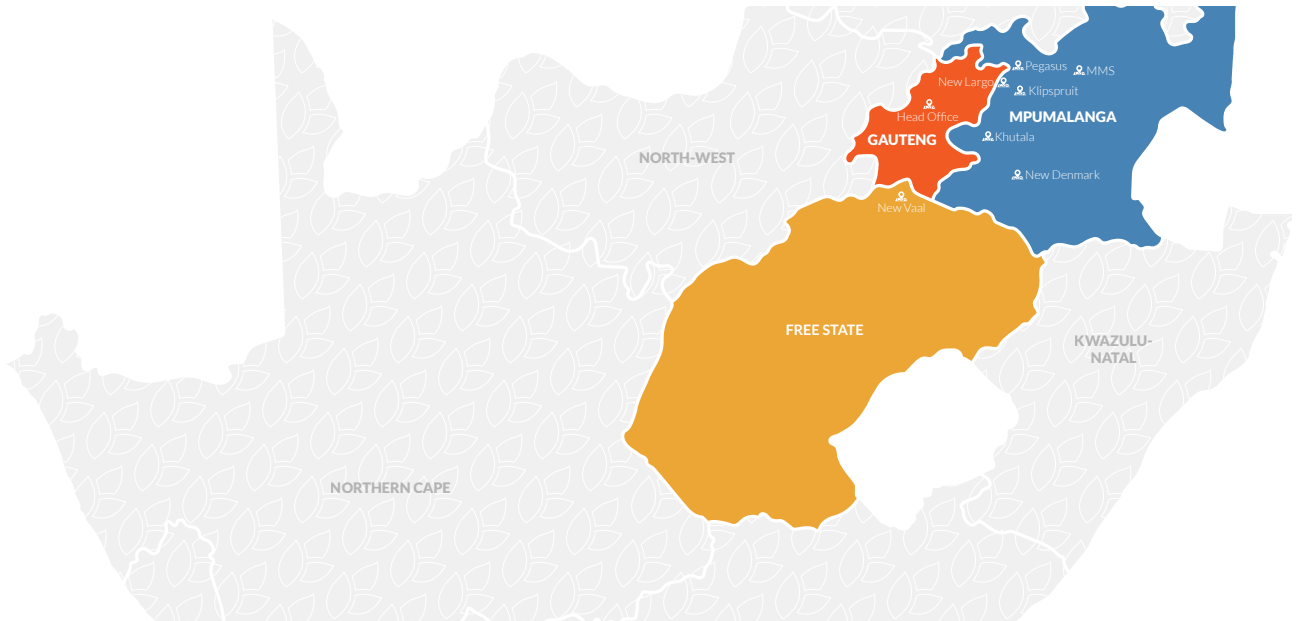 Pegasus
MMS
New Largo
Klipspruit
Head Office
MPUMALANGA
GAUTENG
Khutala
NORTH-WEST
New Denmark
New Vaal
FREE STATE
KWAZULU-
NATAL
NORTHERN CAPE